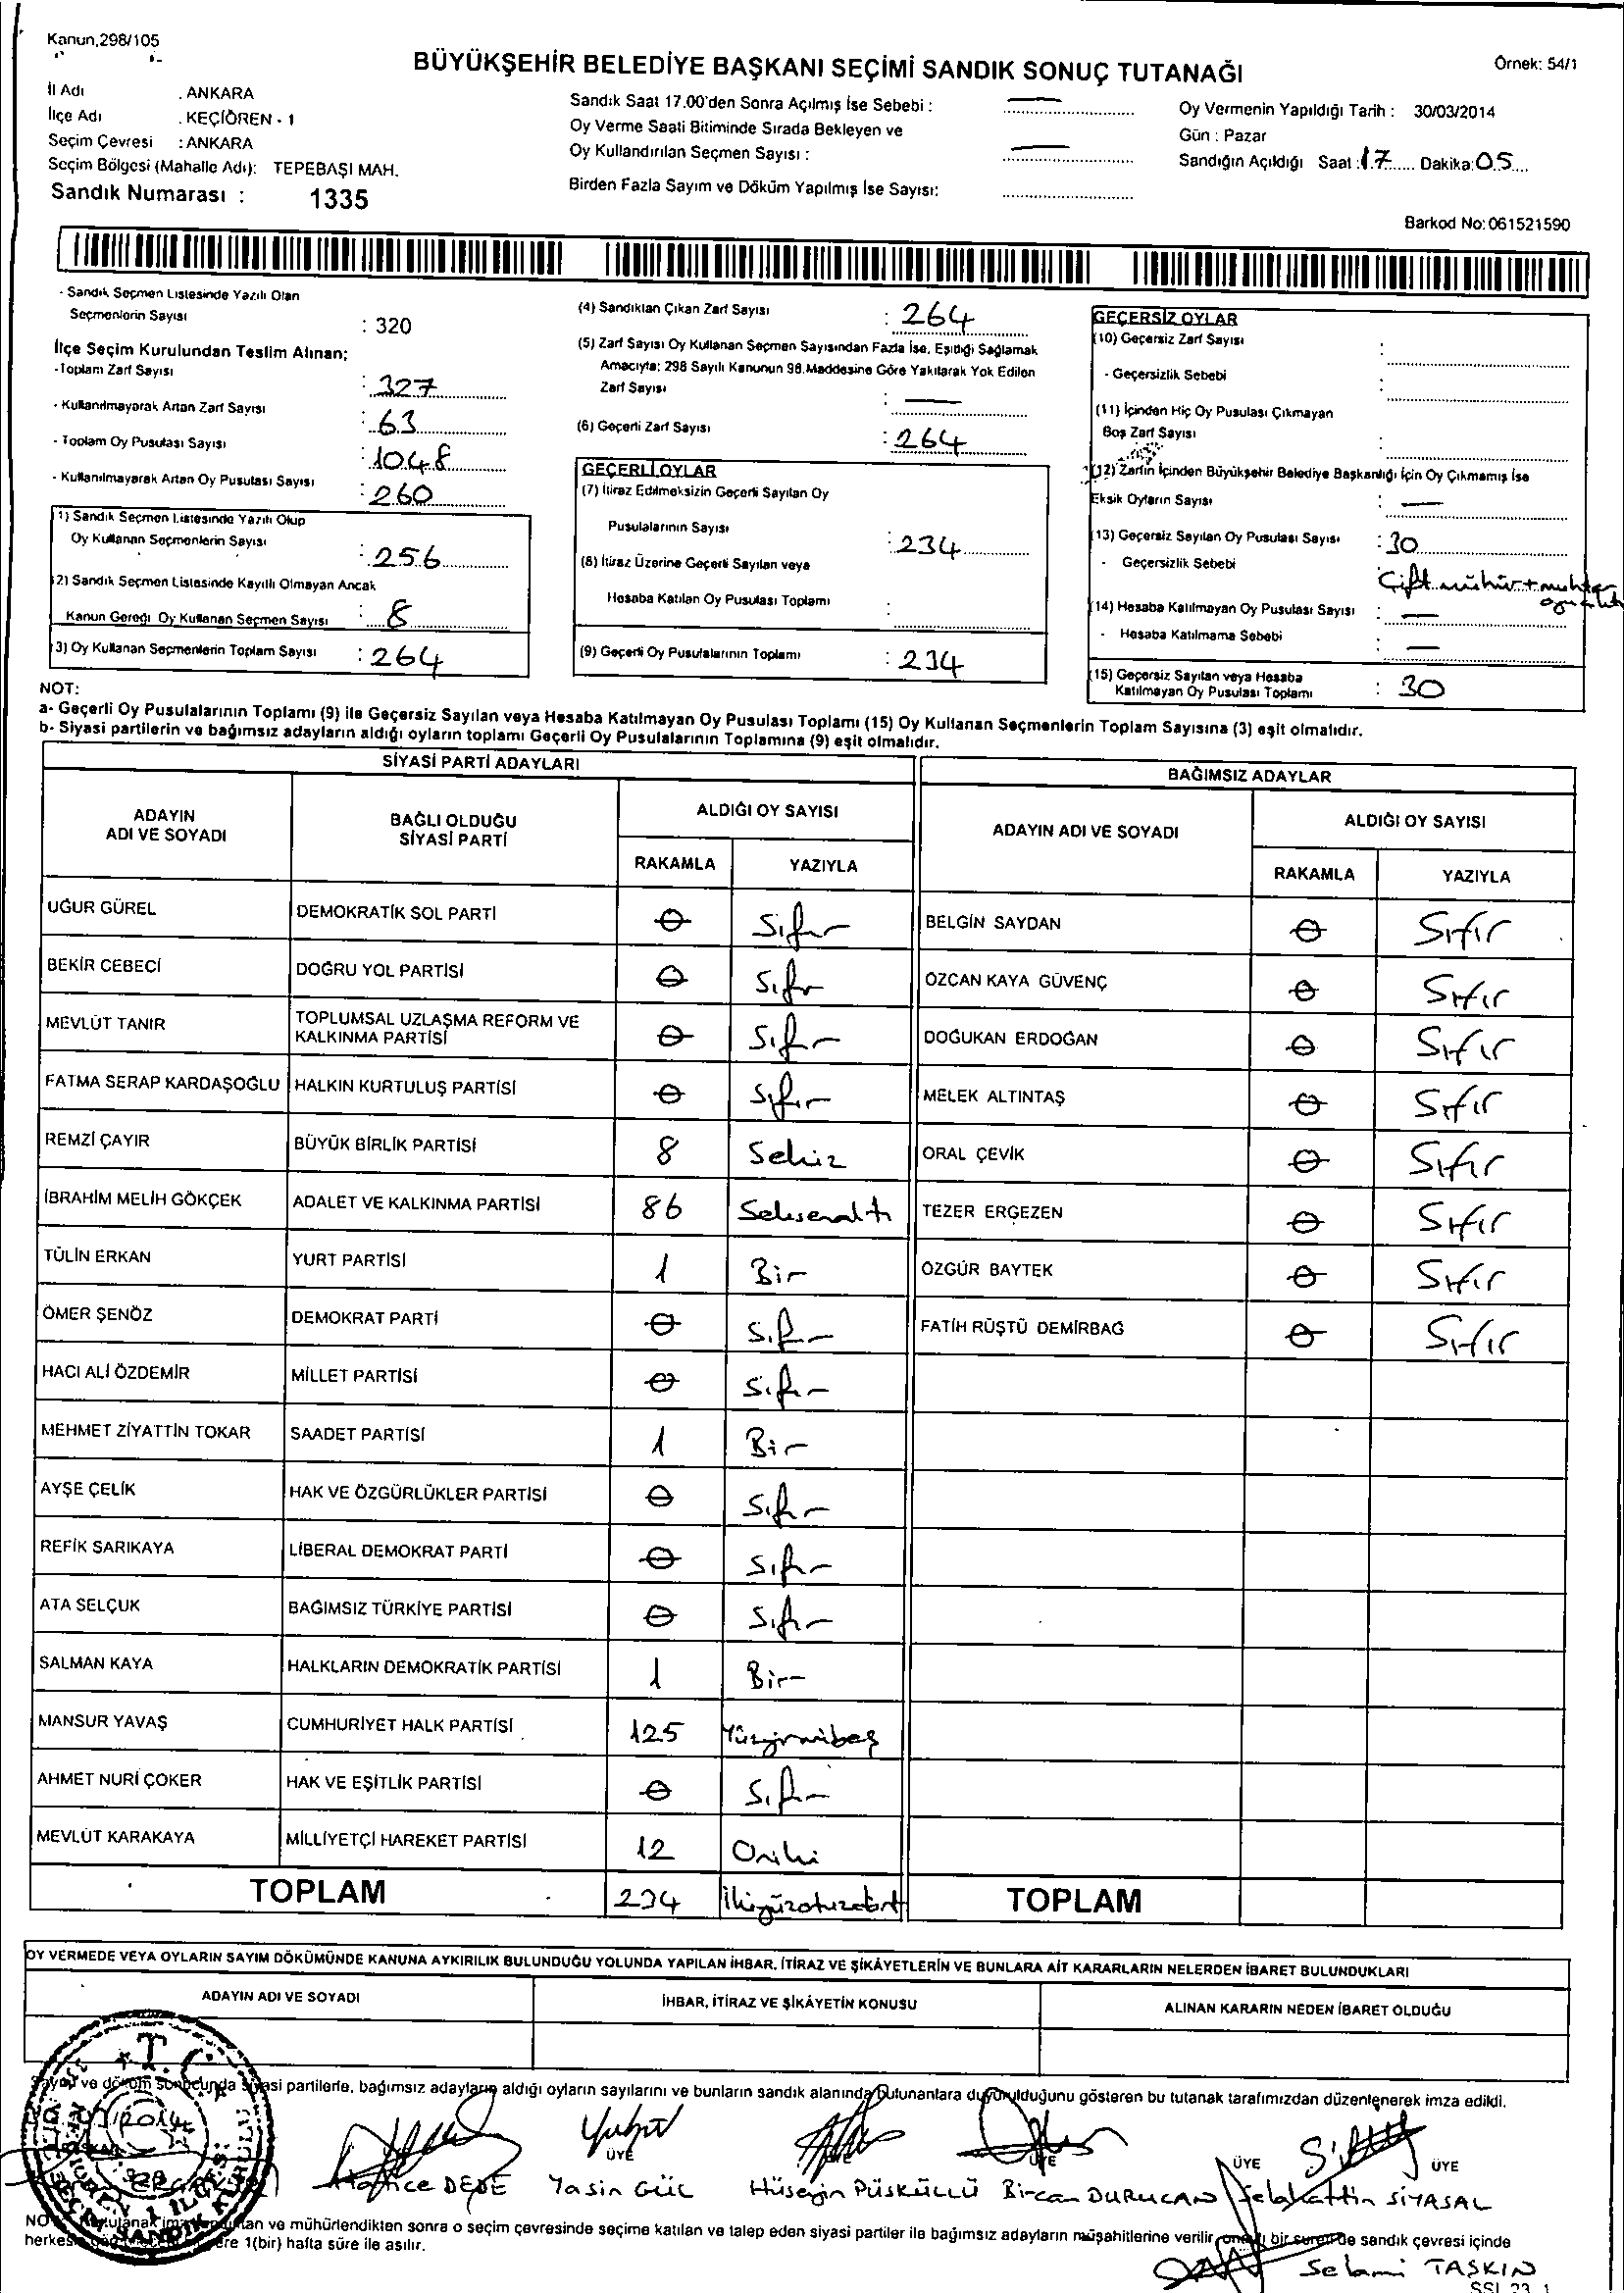 Kanun,298/105
BÜYÜKŞEHİR BELEDİYE BAŞKANI SEÇİMİ SANDIK SONUÇ TUTANAĞI
Örnek: 54/1
İl Adı : ANKARA
İlçe Adı : KEÇİÖREN - 1
Seçim Çevresi : ANKARA
Seçim Bölgesi (Mahalle Adı): TEPEBAŞI MAH.
Sandık Numarası : 1335
Sandık Saat 17.00'den Sonra Açılmış İse Sebebi : —
Oy Verme Saati Bitiminde Sırada Bekleyen ve
Oy Kullandırılan Seçmen Sayısı : —
Birden Fazla Sayım ve Döküm Yapılmış İse Sayısı:
Oy Vermenin Yapıldığı Tarih : 30/03/2014
Gün : Pazar
Sandığın Açıldığı Saat : 17 Dakika: 05
Barkod No: 061521590
- Sandık Seçmen Listesinde Yazılı Olan
Seçmenlerin Sayısı : 320
İlçe Seçim Kurulundan Teslim Alınan;
-Toplam Zarf Sayısı : 327
- Kullanılmayarak Artan Zarf Sayısı : 63
- Toplam Oy Pusulası Sayısı : 1048
- Kullanılmayarak Artan Oy Pusulası Sayısı : 260
1) Sandık Seçmen Listesinde Yazılı Olup
Oy Kullanan Seçmenlerin Sayısı : 256
2) Sandık Seçmen Listesinde Kayıtlı Olmayan Ancak
Kanun Gereği Oy Kullanan Seçmen Sayısı : 8
3) Oy Kullanan Seçmenlerin Toplam Sayısı : 264
(4) Sandıktan Çıkan Zarf Sayısı : 264
(5) Zarf Sayısı Oy Kullanan Seçmen Sayısından Fazla İse, Eşitliği Sağlamak
Amacıyla: 298 Sayılı Kanunun 98.Maddesine Göre Yakılarak Yok Edilen
Zarf Sayısı : —
(6) Geçerli Zarf Sayısı : 264
GEÇERLİ OYLAR
(7) İtiraz Edilmeksizin Geçerli Sayılan Oy
Pusulalarının Sayısı : 234
(8) İtiraz Üzerine Geçerli Sayılan veya
Hesaba Katılan Oy Pusulası Toplamı :
(9) Geçerli Oy Pusulalarının Toplamı : 234
GEÇERSİZ OYLAR
(10) Geçersiz Zarf Sayısı :
- Geçersizlik Sebebi :
(11) İçinden Hiç Oy Pusulası Çıkmayan
Boş Zarf Sayısı :
(12) Zarfın İçinden Büyükşehir Belediye Başkanlığı İçin Oy Çıkmamış İse
Eksik Oyların Sayısı : —
(13) Geçersiz Sayılan Oy Pusulası Sayısı : 30
- Geçersizlik Sebebi : Çift mühür + muhtar
(14) Hesaba Katılmayan Oy Pusulası Sayısı : —
- Hesaba Katılmama Sebebi : —
(15) Geçersiz Sayılan veya Hesaba
Katılmayan Oy Pusulası Toplamı : 30
NOT:
a- Geçerli Oy Pusulalarının Toplamı (9) ile Geçersiz Sayılan veya Hesaba Katılmayan Oy Pusulası Toplamı (15) Oy Kullanan Seçmenlerin Toplam Sayısına (3) eşit olmalıdır.
b- Siyasi partilerin ve bağımsız adayların aldığı oyların toplamı Geçerli Oy Pusulalarının Toplamına (9) eşit olmalıdır.
SİYASİ PARTİ ADAYLARI
ADAYIN ADI VE SOYADI
BAĞLI OLDUĞU SİYASİ PARTİ
ALDIĞI OY SAYISI
RAKAMLA YAZIYLA
UĞUR GÜREL DEMOKRATİK SOL PARTİ 0 Sıfır
BEKİR CEBECİ DOĞRU YOL PARTİSİ 0 Sıfır
MEVLÜT TANIR TOPLUMSAL UZLAŞMA REFORM VE KALKINMA PARTİSİ 0 Sıfır
FATMA SERAP KARDAŞOĞLU HALKIN KURTULUŞ PARTİSİ 0 Sıfır
REMZİ ÇAYIR BÜYÜK BİRLİK PARTİSİ 8 Sekiz
İBRAHİM MELİH GÖKÇEK ADALET VE KALKINMA PARTİSİ 86 Seksenaltı
TÜLİN ERKAN YURT PARTİSİ 1 Bir
ÖMER ŞENÖZ DEMOKRAT PARTİ 0 Sıfır
HACI ALİ ÖZDEMİR MİLLET PARTİSİ 0 Sıfır
MEHMET ZİYATTİN TOKAR SAADET PARTİSİ 1 Bir
AYŞE ÇELİK HAK VE ÖZGÜRLÜKLER PARTİSİ 0 Sıfır
REFİK SARIKAYA LİBERAL DEMOKRAT PARTİ 0 Sıfır
ATA SELÇUK BAĞIMSIZ TÜRKİYE PARTİSİ 0 Sıfır
SALMAN KAYA HALKLARIN DEMOKRATİK PARTİSİ 1 Bir
MANSUR YAVAŞ CUMHURİYET HALK PARTİSİ 125 Yüzyirmibeş
AHMET NURİ ÇOKER HAK VE EŞİTLİK PARTİSİ 0 Sıfır
MEVLÜT KARAKAYA MİLLİYETÇİ HAREKET PARTİSİ 12 Oniki
TOPLAM 234 İkiyüzotuzdört
BAĞIMSIZ ADAYLAR
ADAYIN ADI VE SOYADI
ALDIĞI OY SAYISI
RAKAMLA YAZIYLA
BELGİN SAYDAN 0 Sıfır
ÖZCAN KAYA GÜVENÇ 0 Sıfır
DOĞUKAN ERDOĞAN 0 Sıfır
MELEK ALTINTAŞ 0 Sıfır
ORAL ÇEVİK 0 Sıfır
TEZER ERGEZEN 0 Sıfır
ÖZGÜR BAYTEK 0 Sıfır
FATİH RÜŞTÜ DEMİRBAĞ 0 Sıfır
TOPLAM
OY VERMEDE VEYA OYLARIN SAYIM DÖKÜMÜNDE KANUNA AYKIRILIK BULUNDUĞU YOLUNDA YAPILAN İHBAR, İTİRAZ VE ŞİKÂYETLERİN VE BUNLARA AİT KARARLARIN NELERDEN İBARET BULUNDUKLARI
ADAYIN ADI VE SOYADI
İHBAR, İTİRAZ VE ŞİKÂYETİN KONUSU
ALINAN KARARIN NEDEN İBARET OLDUĞU
Sayım ve döküm sonucunda siyasi partilerle, bağımsız adayların aldığı oyların sayılarını ve bunların sandık alanında bulunanlara duyurulduğunu gösteren bu tutanak tarafımızdan düzenlenerek imza edildi.
T.C.
2014
ÜYE ÜYE ÜYE ÜYE
Hatice DEDE Yasin GÜL Hüseyin PÜSKÜLLÜ Bircan DURUCAN Selahattin SİYASAL
ve mühürlendikten sonra o seçim çevresinde seçime katılan ve talep eden siyasi partiler ile bağımsız adayların müşahitlerine verilir, bir sureti de sandık çevresi içinde
herkesin 1(bir) hafta süre ile asılır.
Selami TAŞKIN